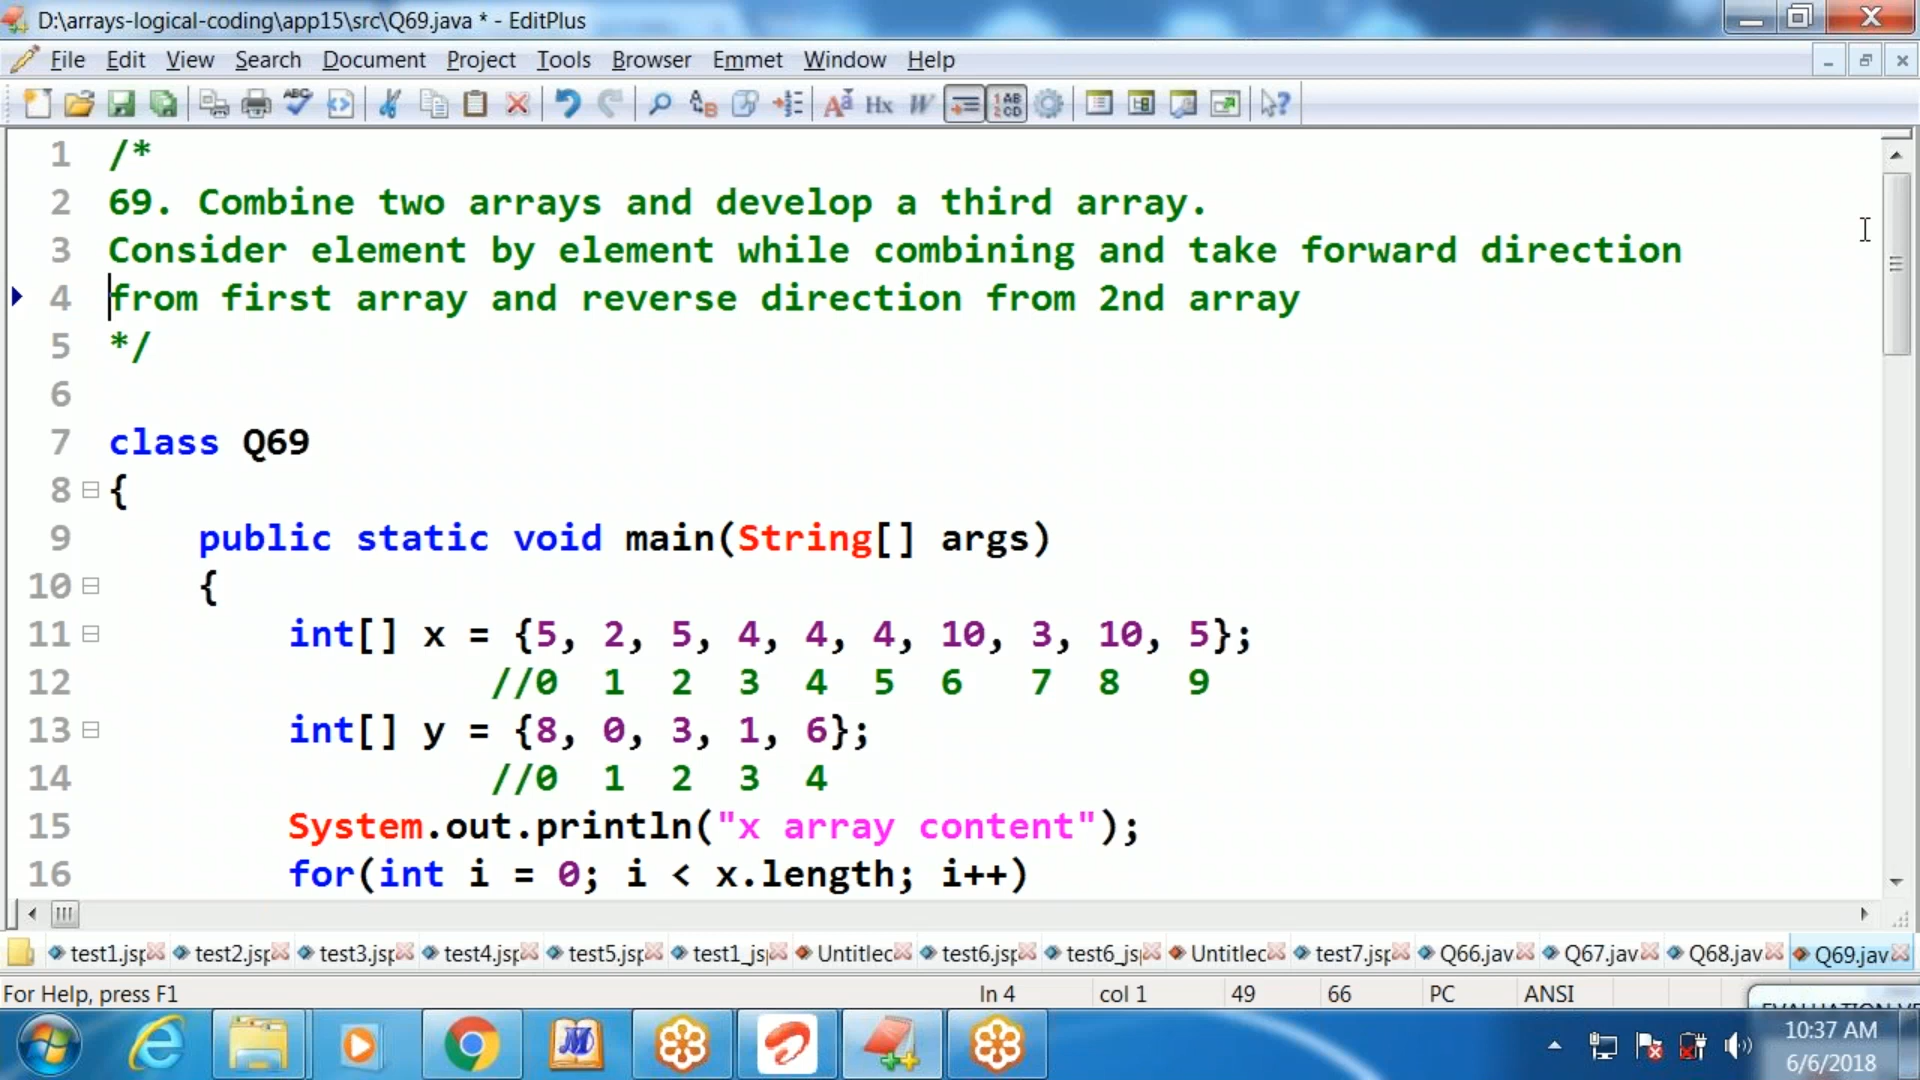 D:\arrays-logical-coding\app15\src\Q69.java * - EditPlus
File Edit View Search Document Project Tools Browser Emmet Window Help
1 /*
2 69. Combine two arrays and develop a third array.
3 Consider element by element while combining and take forward direction
4 from first array and reverse direction from 2nd array
5 */
6
7 class Q69
8 {
9 public static void main(String[] args)
10 {
11 int[] x = {5, 2, 5, 4, 4, 4, 10, 3, 10, 5};
12 //0 1 2 3 4 5 6 7 8 9
13 int[] y = {8, 0, 3, 1, 6};
14 //0 1 2 3 4
15 System.out.println("x array content");
16 for(int i = 0; i < x.length; i++)
test1.jsp test2.jsp test3.jsp test4.jsp test5.jsp test1_jsp Untitlec test6.jsp test6_jsp Untitlec test7.jsp Q66.jav Q67.jav Q68.jav Q69.jav
For Help, press F1 ln 4 col 1 49 66 PC ANSI
10:37 AM
6/6/2018